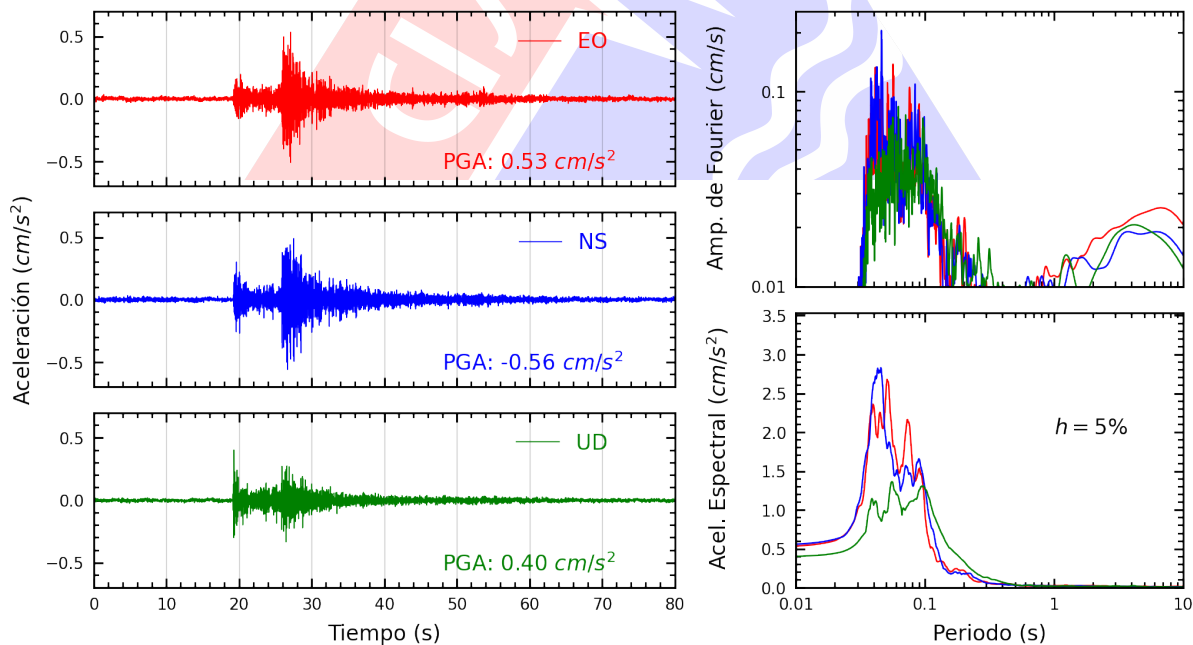 Aceleración (cm/s²)
0.5
0.0
−0.5
EO
PGA: 0.53 cm/s²
0.5
0.0
−0.5
NS
PGA: -0.56 cm/s²
0.5
0.0
−0.5
UD
PGA: 0.40 cm/s²
0 10 20 30 40 50 60 70 80
Tiempo (s)
Amp. de Fourier (cm/s)
0.1
0.01
Acel. Espectral (cm/s²)
3.5
3.0
2.5
2.0
1.5
1.0
0.5
0.0
h = 5%
0.01 0.1 1 10
Periodo (s)